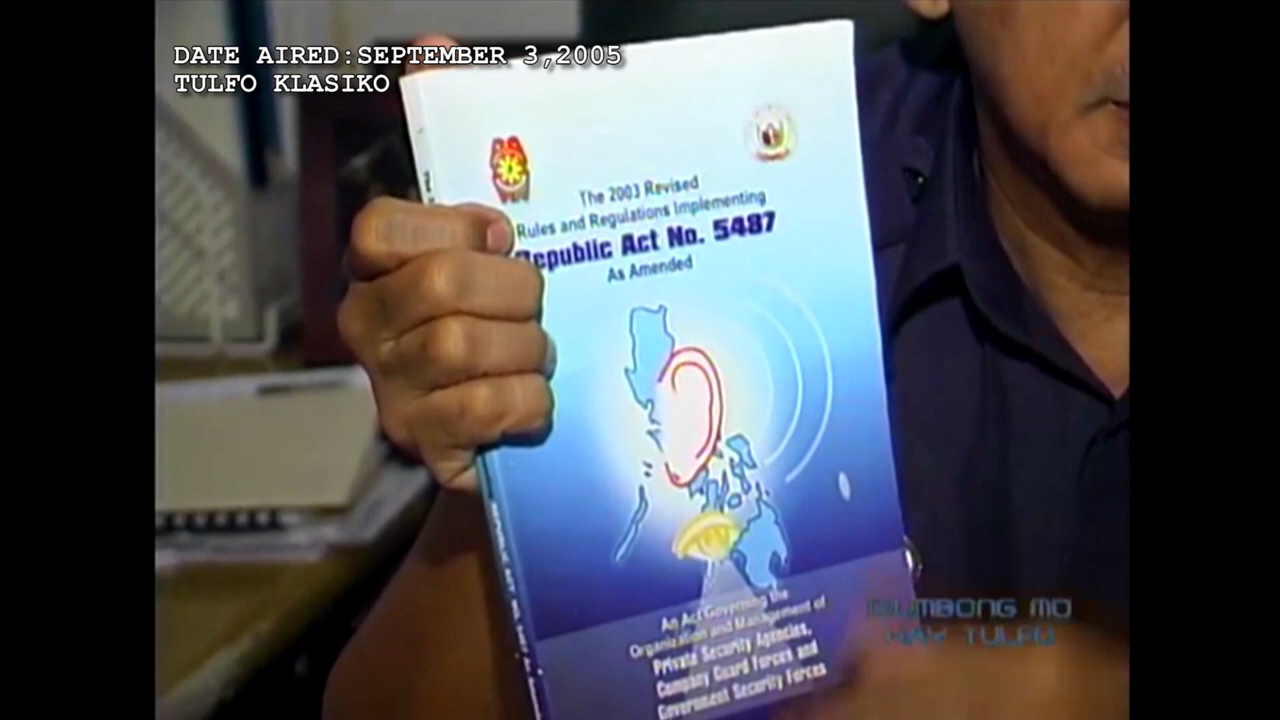 DATE AIRED:SEPTEMBER 3,2005
TULFO KLASIKO
The 2003 Revised
Rules and Regulations Implementing
Republic Act No. 5487
As Amended
An Act Governing the
Organization and Management of
Private Security Agencies,
Company Guard Forces and
Government Security Forces
ISUMBONG MO
KAY TULFO